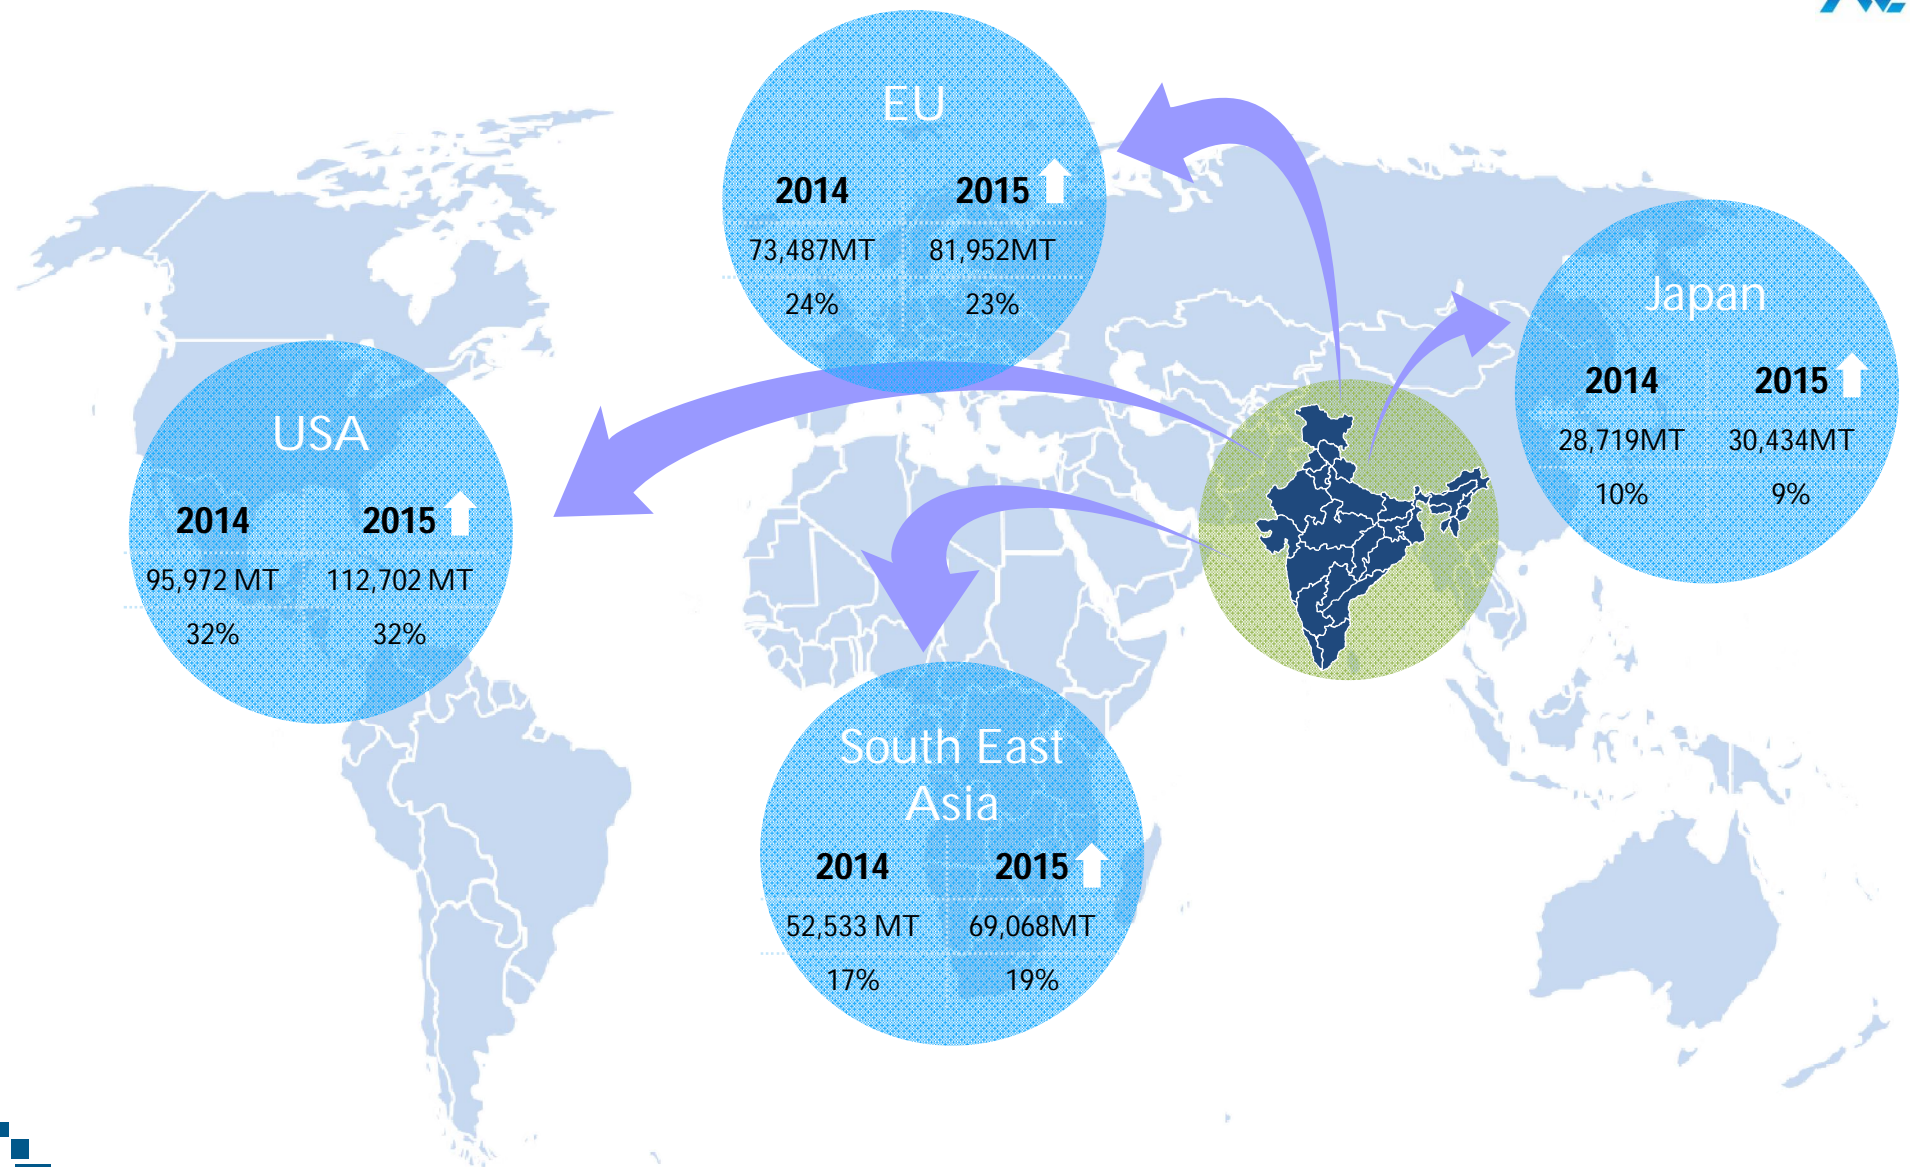 EU
2014 2015
73,487MT 81,952MT
24% 23%
Japan
2014 2015
28,719MT 30,434MT
10% 9%
USA
2014 2015
95,972 MT 112,702 MT
32% 32%
South East
Asia
2014 2015
52,533 MT 69,068MT
17% 19%